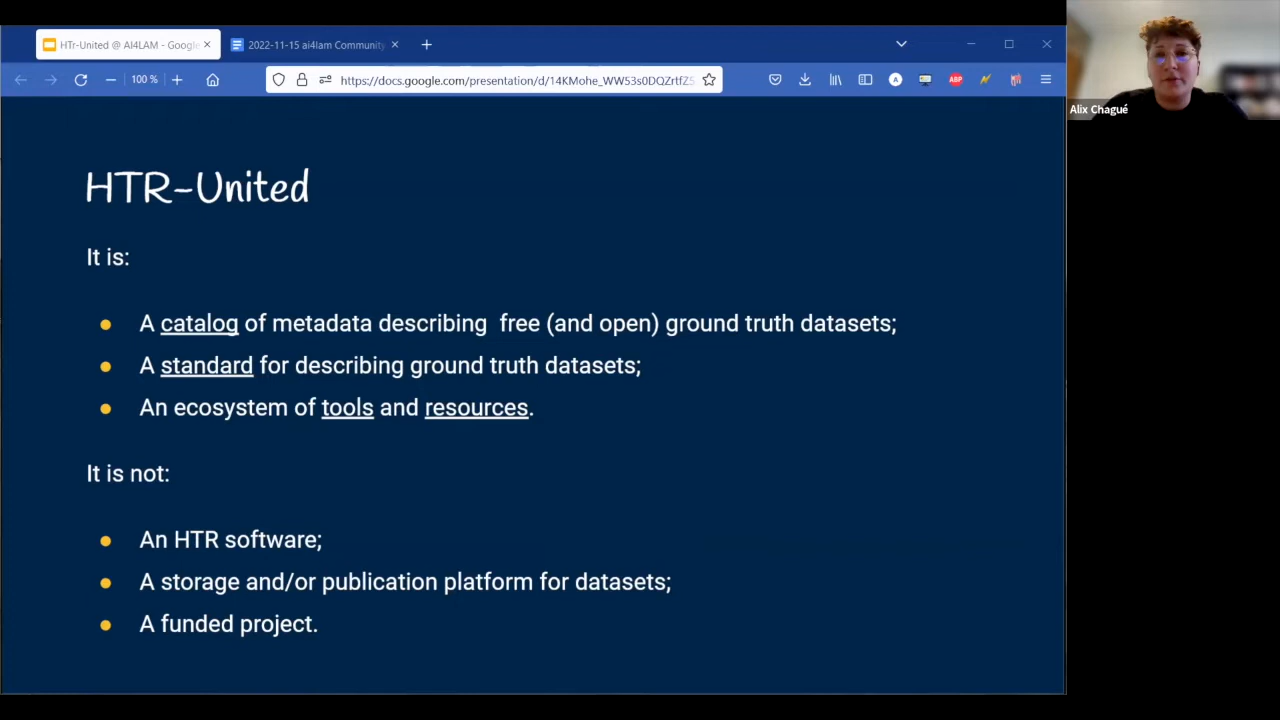 HTr-United @ AI4LAM - Google
2022-11-15 ai4lam Community
100 %
https://docs.google.com/presentation/d/14KMohe_WW53s0DQZrtfZ5
A
ABP
Alix Chagué
HTR-United
It is:
A catalog of metadata describing free (and open) ground truth datasets;
A standard for describing ground truth datasets;
An ecosystem of tools and resources.
It is not:
An HTR software;
A storage and/or publication platform for datasets;
A funded project.